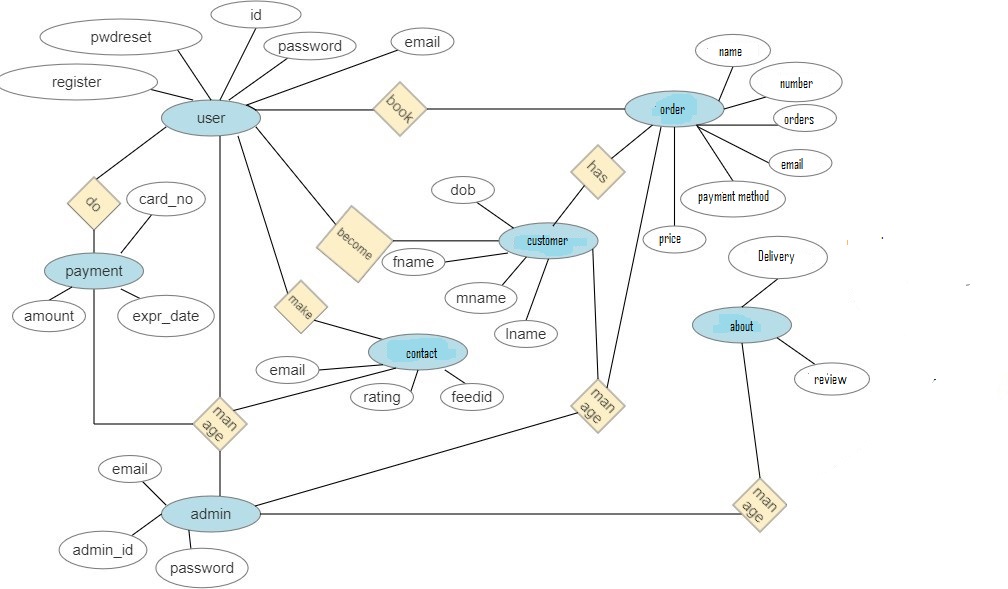 id
pwdreset
password
email
register
name
number
user
book
order
orders
email
has
payment method
do
card_no
dob
become
customer
price
fname
Delivery
payment
amount
expr_date
make
mname
lname
about
contact
email
rating
feedid
review
man
age
man
age
email
admin
man
age
admin_id
password